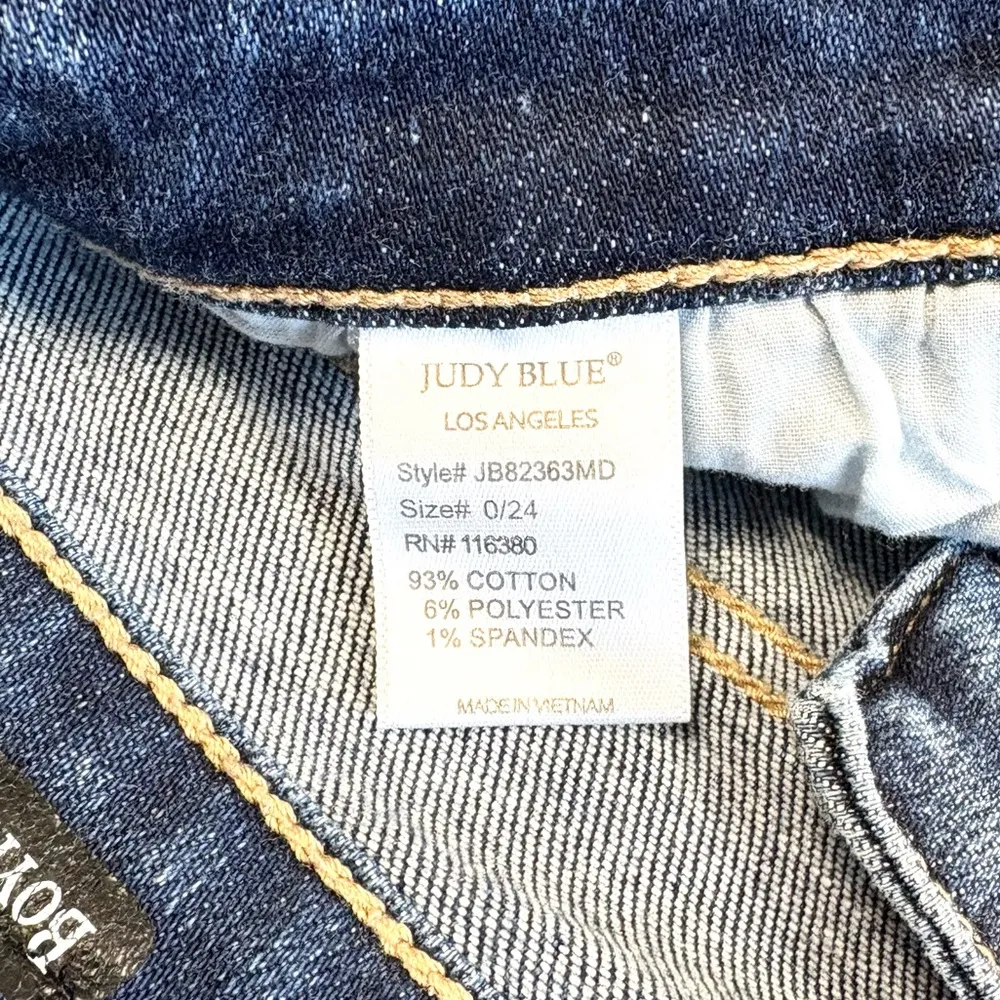 JUDY BLUE®
LOS ANGELES
Style# JB82363MD
Size# 0/24
RN# 116380
93% COTTON
6% POLYESTER
1% SPANDEX
MADE IN VIETNAM
BOY